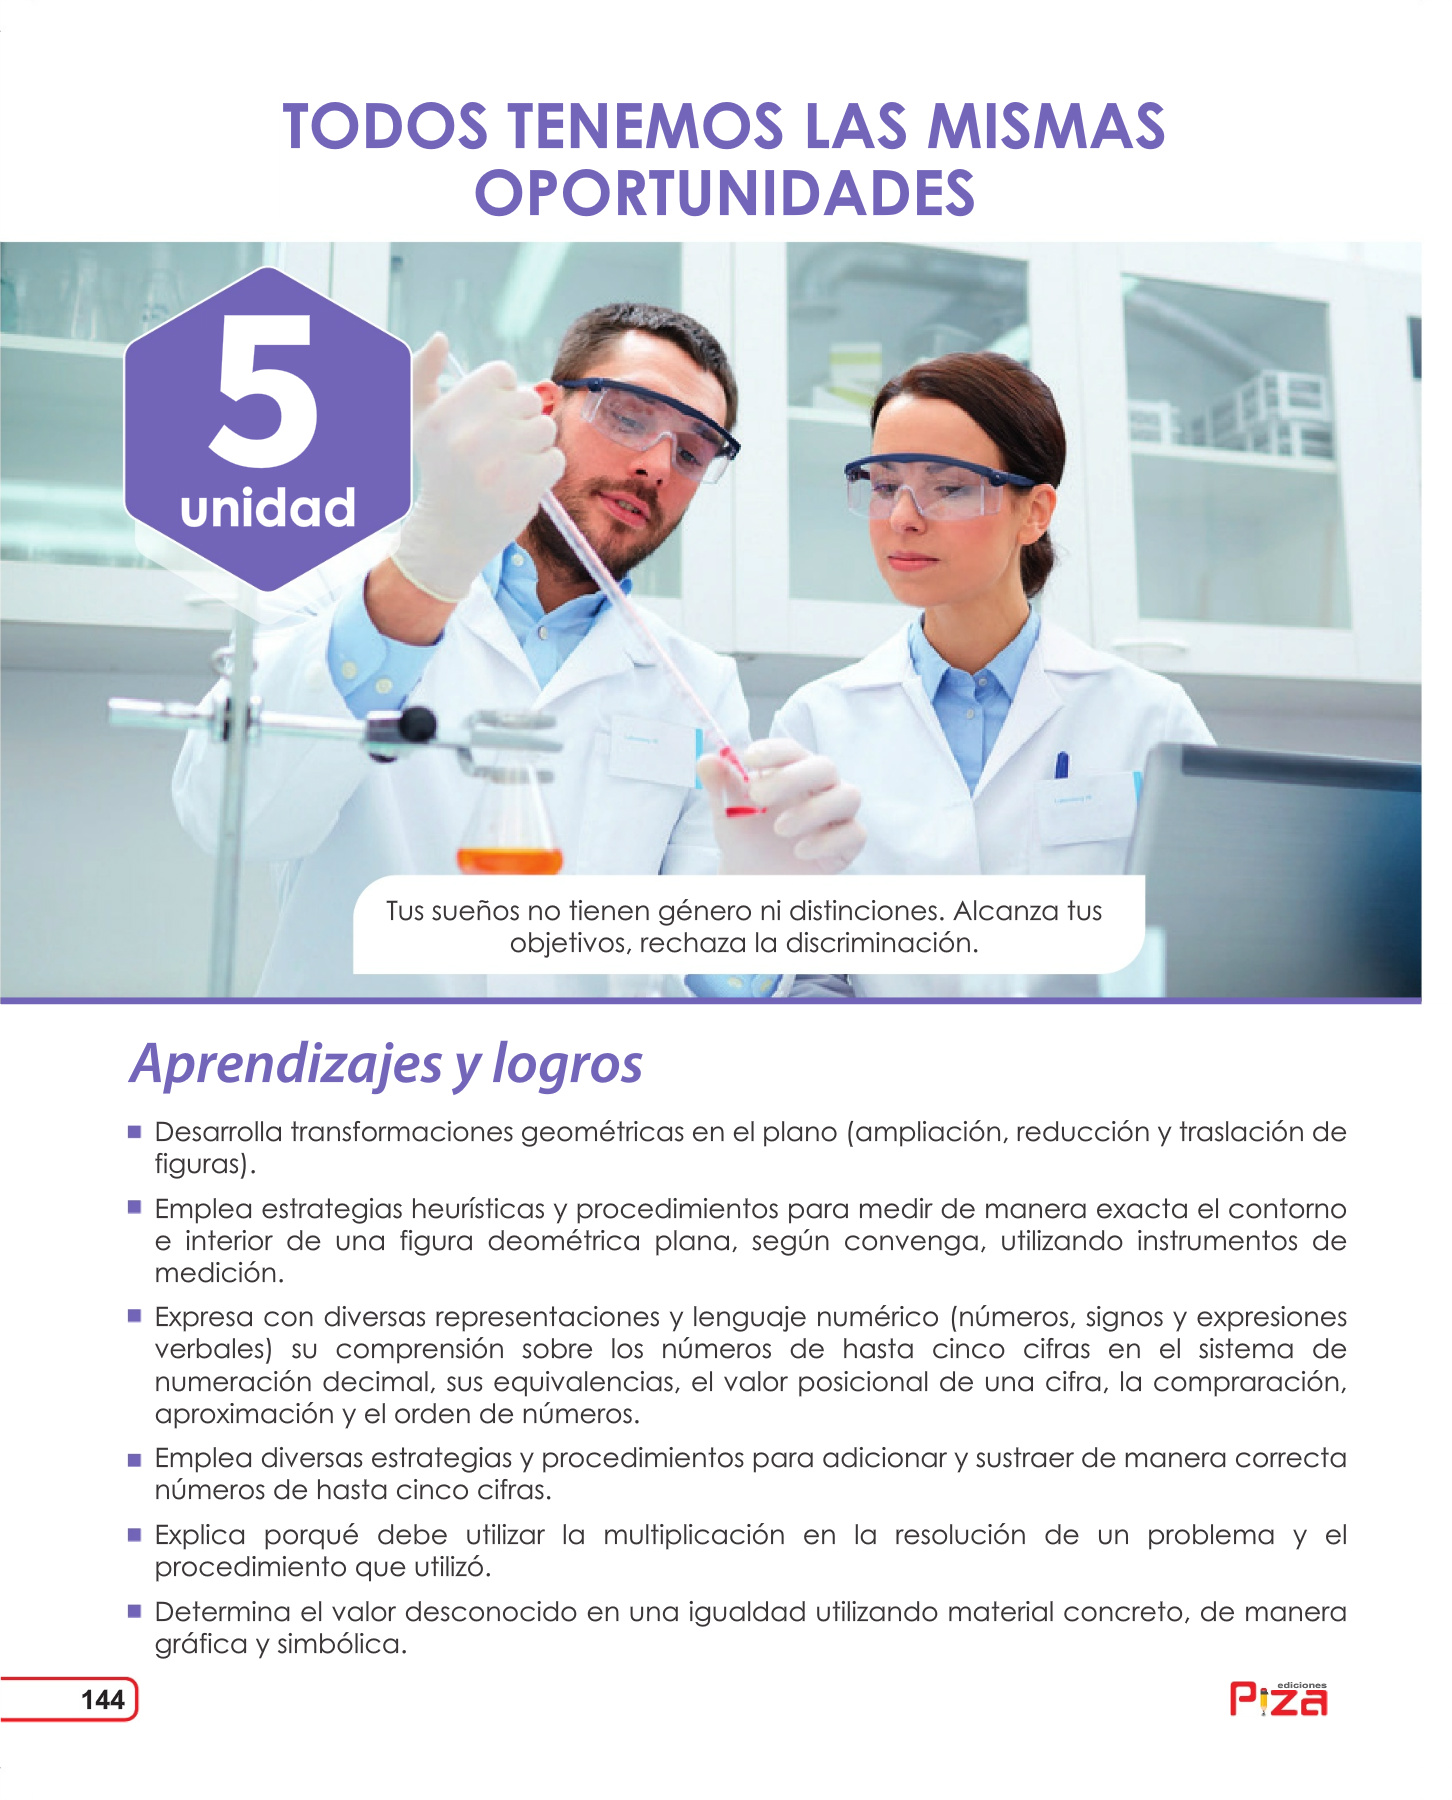 TODOS TENEMOS LAS MISMAS
OPORTUNIDADES
5
unidad
Tus sueños no tienen género ni distinciones. Alcanza tus
objetivos, rechaza la discriminación.
Aprendizajes y logros
Desarrolla transformaciones geométricas en el plano (ampliación, reducción y traslación de
figuras).
Emplea estrategias heurísticas y procedimientos para medir de manera exacta el contorno
e interior de una figura deométrica plana, según convenga, utilizando instrumentos de
medición.
Expresa con diversas representaciones y lenguaje numérico (números, signos y expresiones
verbales) su comprensión sobre los números de hasta cinco cifras en el sistema de
numeración decimal, sus equivalencias, el valor posicional de una cifra, la compraración,
aproximación y el orden de números.
Emplea diversas estrategias y procedimientos para adicionar y sustraer de manera correcta
números de hasta cinco cifras.
Explica porqué debe utilizar la multiplicación en la resolución de un problema y el
procedimiento que utilizó.
Determina el valor desconocido en una igualdad utilizando material concreto, de manera
gráfica y simbólica.
144
ediciones
Piza